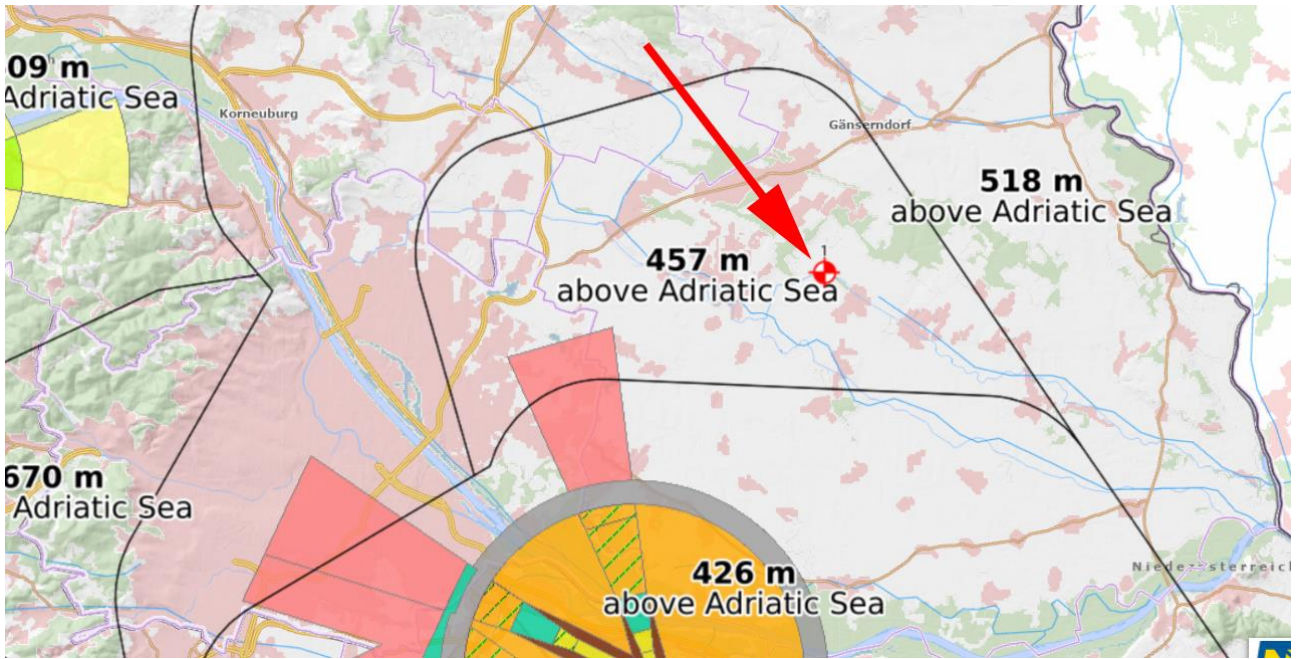 09 m
Adriatic Sea
Korneuburg
Gänserndorf
518 m
above Adriatic Sea
1
457 m
above Adriatic Sea
670 m
Adriatic Sea
426 m
above Adriatic Sea